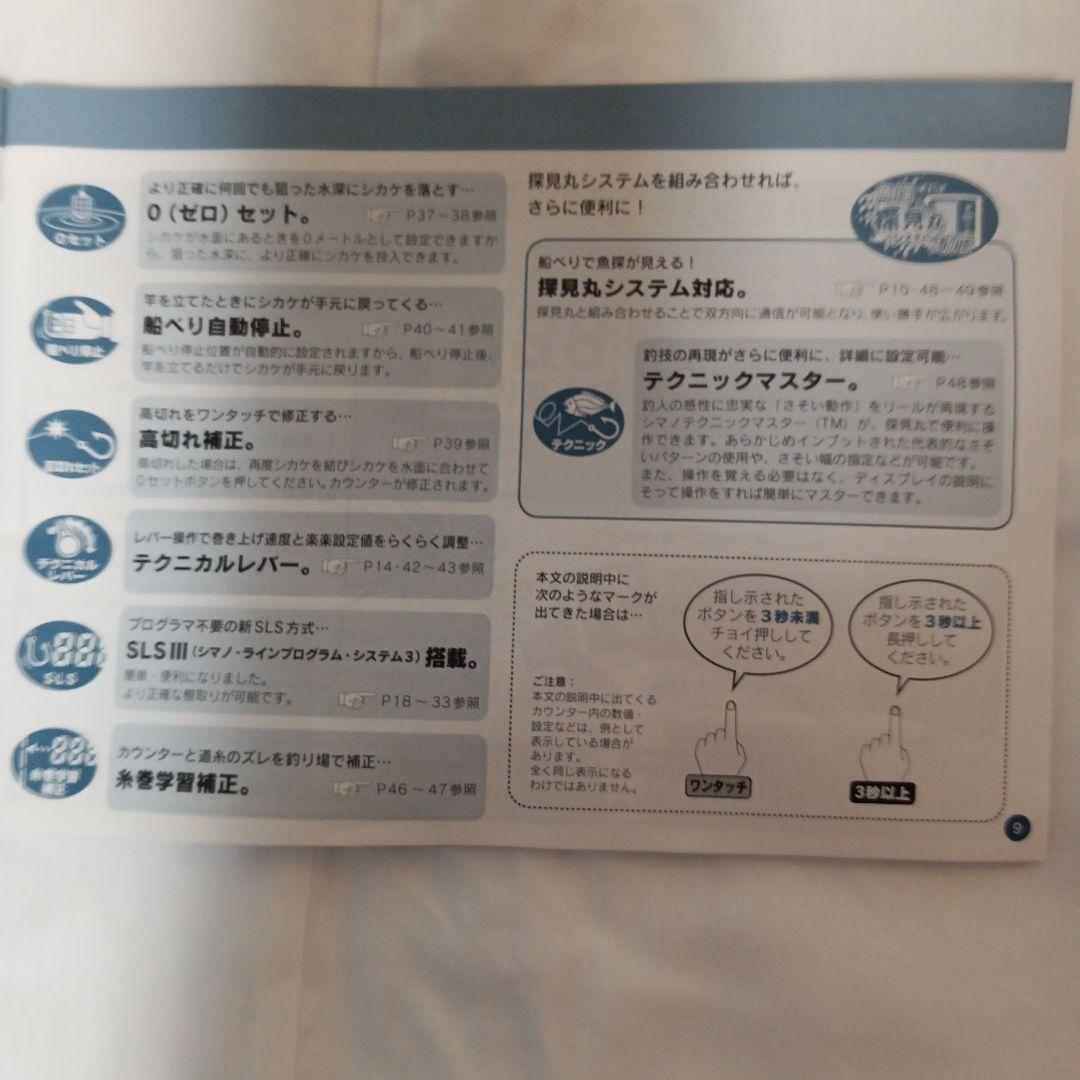 0セット
より正確に何回でも狙った水深にシカケを落とす…
0(ゼロ)セット。 P37～38参照
シカケが水面にあるときを0メートルとして設定できますか
ら、狙った水深に、より正確にシカケを投入できます。
船べり停止
竿を立てたときにシカケが手元に戻ってくる…
船べり自動停止。 P40～41参照
船べり停止位置が自動的に設定されますから、船べり停止後、
竿を立てるだけでシカケが手元に戻ります。
高切れセット
高切れをワンタッチで修正する…
高切れ補正。 P39参照
高切れした場合は、再度シカケを結びシカケを水面に合わせて
0セットボタンを押してください。カウンターが修正されます。
テクニカル
レバー
レバー操作で巻き上げ速度と楽楽設定値をらくらく調整…
テクニカルレバー。 P14・42～43参照
SLS
プログラマ不要の新SLS方式…
SLSⅢ(シマノ・ラインプログラム・システム3)搭載。
簡単・便利になりました。
より正確な棚取りが可能です。 P18～33参照
糸巻学習
補正
カウンターと道糸のズレを釣り場で補正…
糸巻学習補正。 P46～47参照
探見丸システムを組み合わせれば、
さらに便利に!
探見丸
船べりで魚探が見える!
探見丸システム対応。 P10・48～49参照
探見丸と組み合わせることで双方向に通信が可能となり、使い勝手が広がります。
テクニック
釣技の再現がさらに便利に、詳細に設定可能…
テクニックマスター。 P48参照
釣人の感性に忠実な「さそい動作」をリールが再現する
シマノテクニックマスター(TM)が、探見丸で便利に操
作できます。あらかじめインプットされた代表的なさそ
いパターンの使用や、さそい幅の指定などが可能です。
また、操作を覚える必要はなく、ディスプレイの説明に
そって操作をすれば簡単にマスターできます。
本文の説明中に
次のようなマークが
出てきた場合は…
ご注意:
本文の説明中に出てくる
カウンター内の数値・
設定などは、例として
表示している場合が
あります。
全く同じ表示になる
わけではありません。
指し示された
ボタンを3秒未満
チョイ押しして
ください。
ワンタッチ
指し示された
ボタンを3秒以上
長押しして
ください。
3秒以上
9